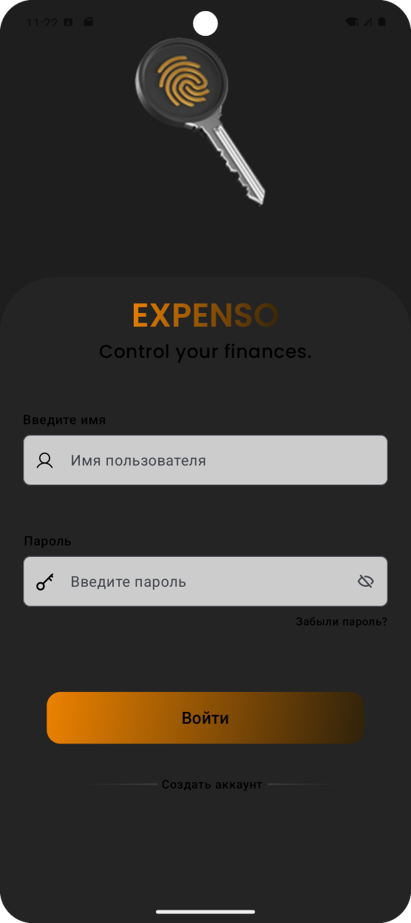 11:22
EXPENSO
Control your finances.
Введите имя
Имя пользователя
Пароль
Введите пароль
Забыли пароль?
Войти
Создать аккаунт